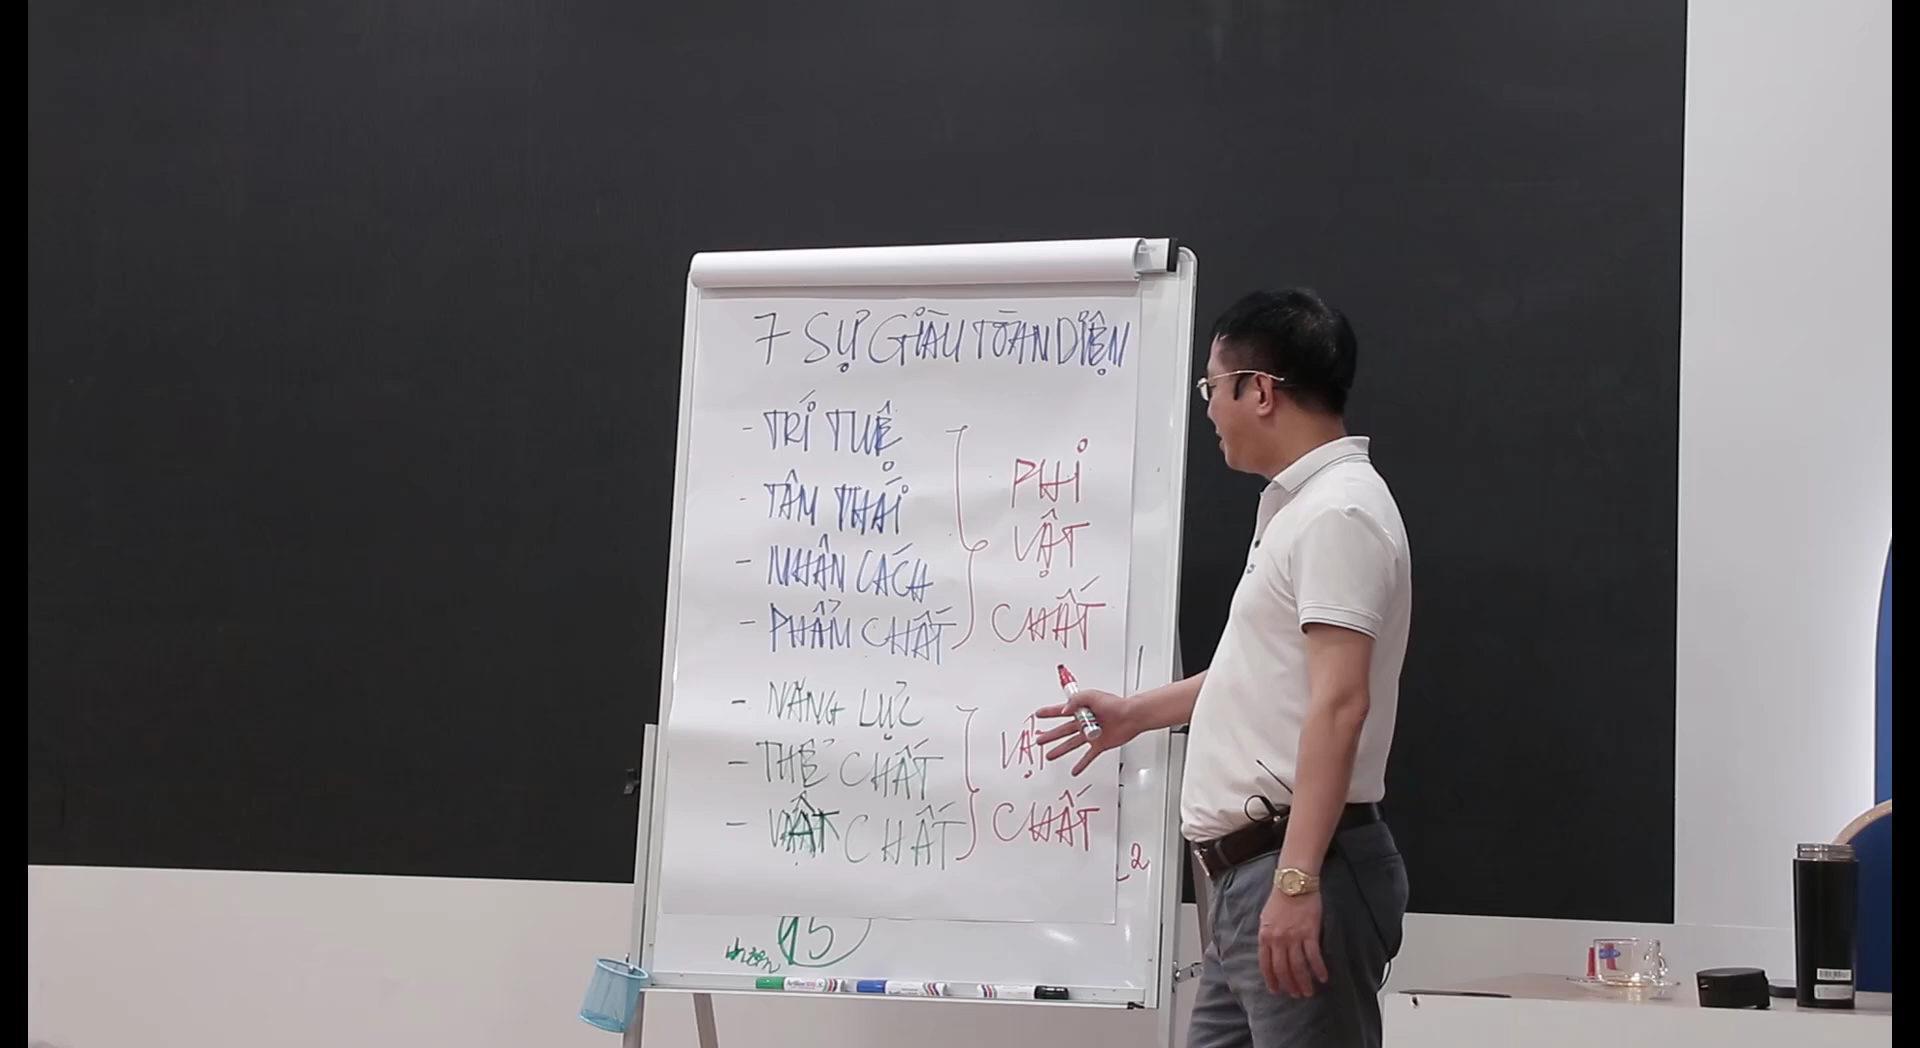 7 SỰ GIÀU TOÀN DIỆN
- TRÍ TUỆ
- TÂM THÁI
- NHÂN CÁCH
- PHẨM CHẤT
PHI
VẬT
CHẤT
- NĂNG LỰC
- THỂ CHẤT
- VẬT CHẤT
VẬT
CHẤT
2